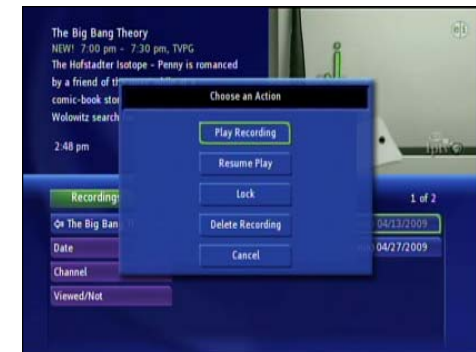 The Big Bang Theory
NEW! 7:00 pm - 7:30 pm, TVPG
The Hofstadter Isotope - Penny is romanced
by a friend of
comic-book
Wolowitz search
2:48 pm
Choose an Action
Play Recording
Resume Play
Lock
Delete Recording
Cancel
Recording
1 of 2
The Big Ban
04/13/2009
Date
04/27/2009
Channel
Viewed/Not